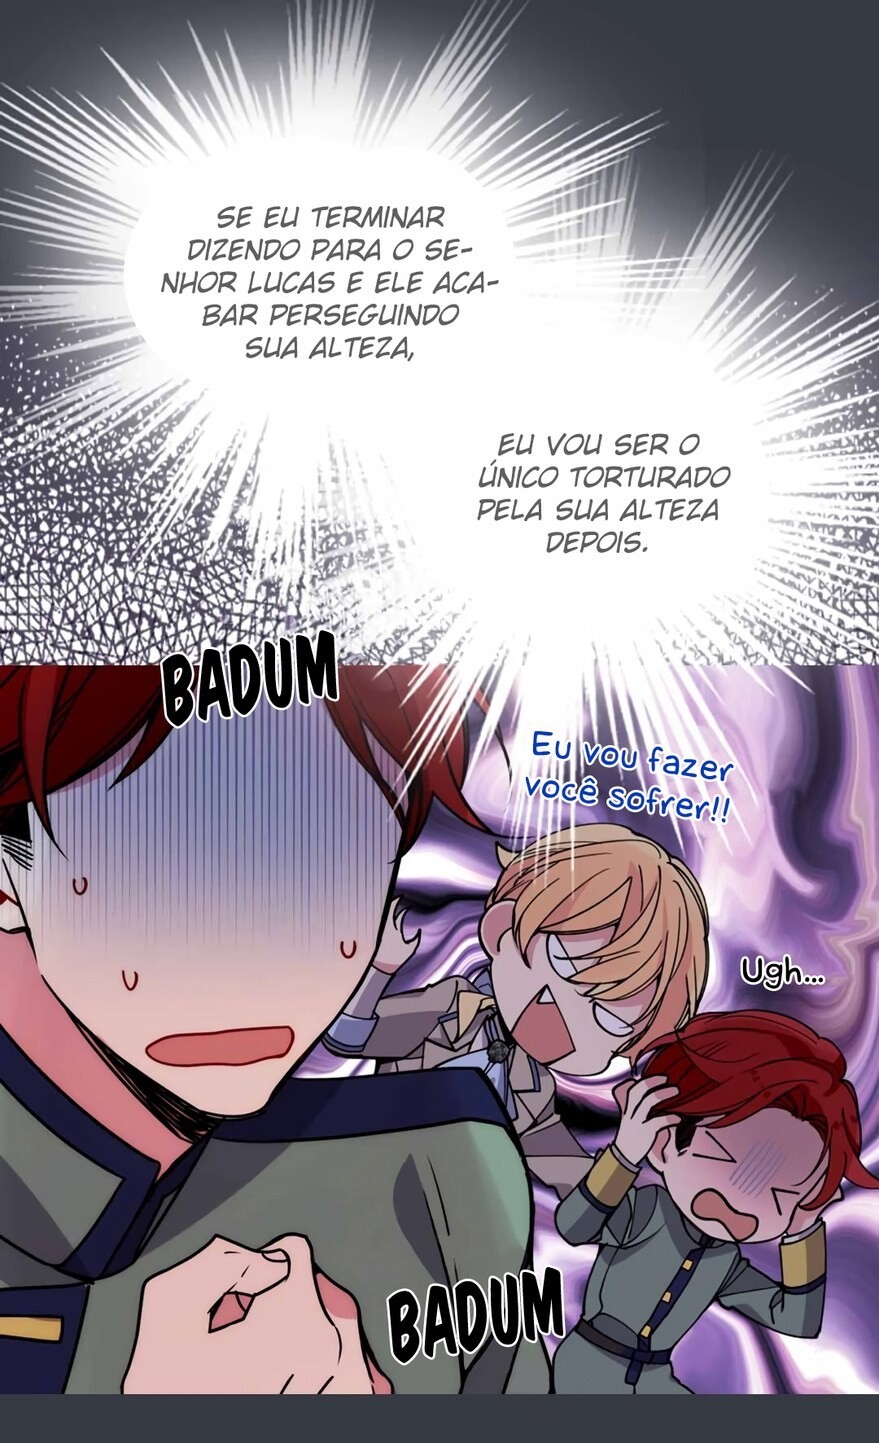 SE EU TERMINAR
DIZENDO PARA O SE-
NHOR LUCAS E ELE ACA-
BAR PERSEGUINDO
SUA ALTEZA,
EU VOU SER O
ÚNICO TORTURADO
PELA SUA ALTEZA
DEPOIS.
BADUM
Eu vou fazer
você sofrer!!
Ugh...
BADUM